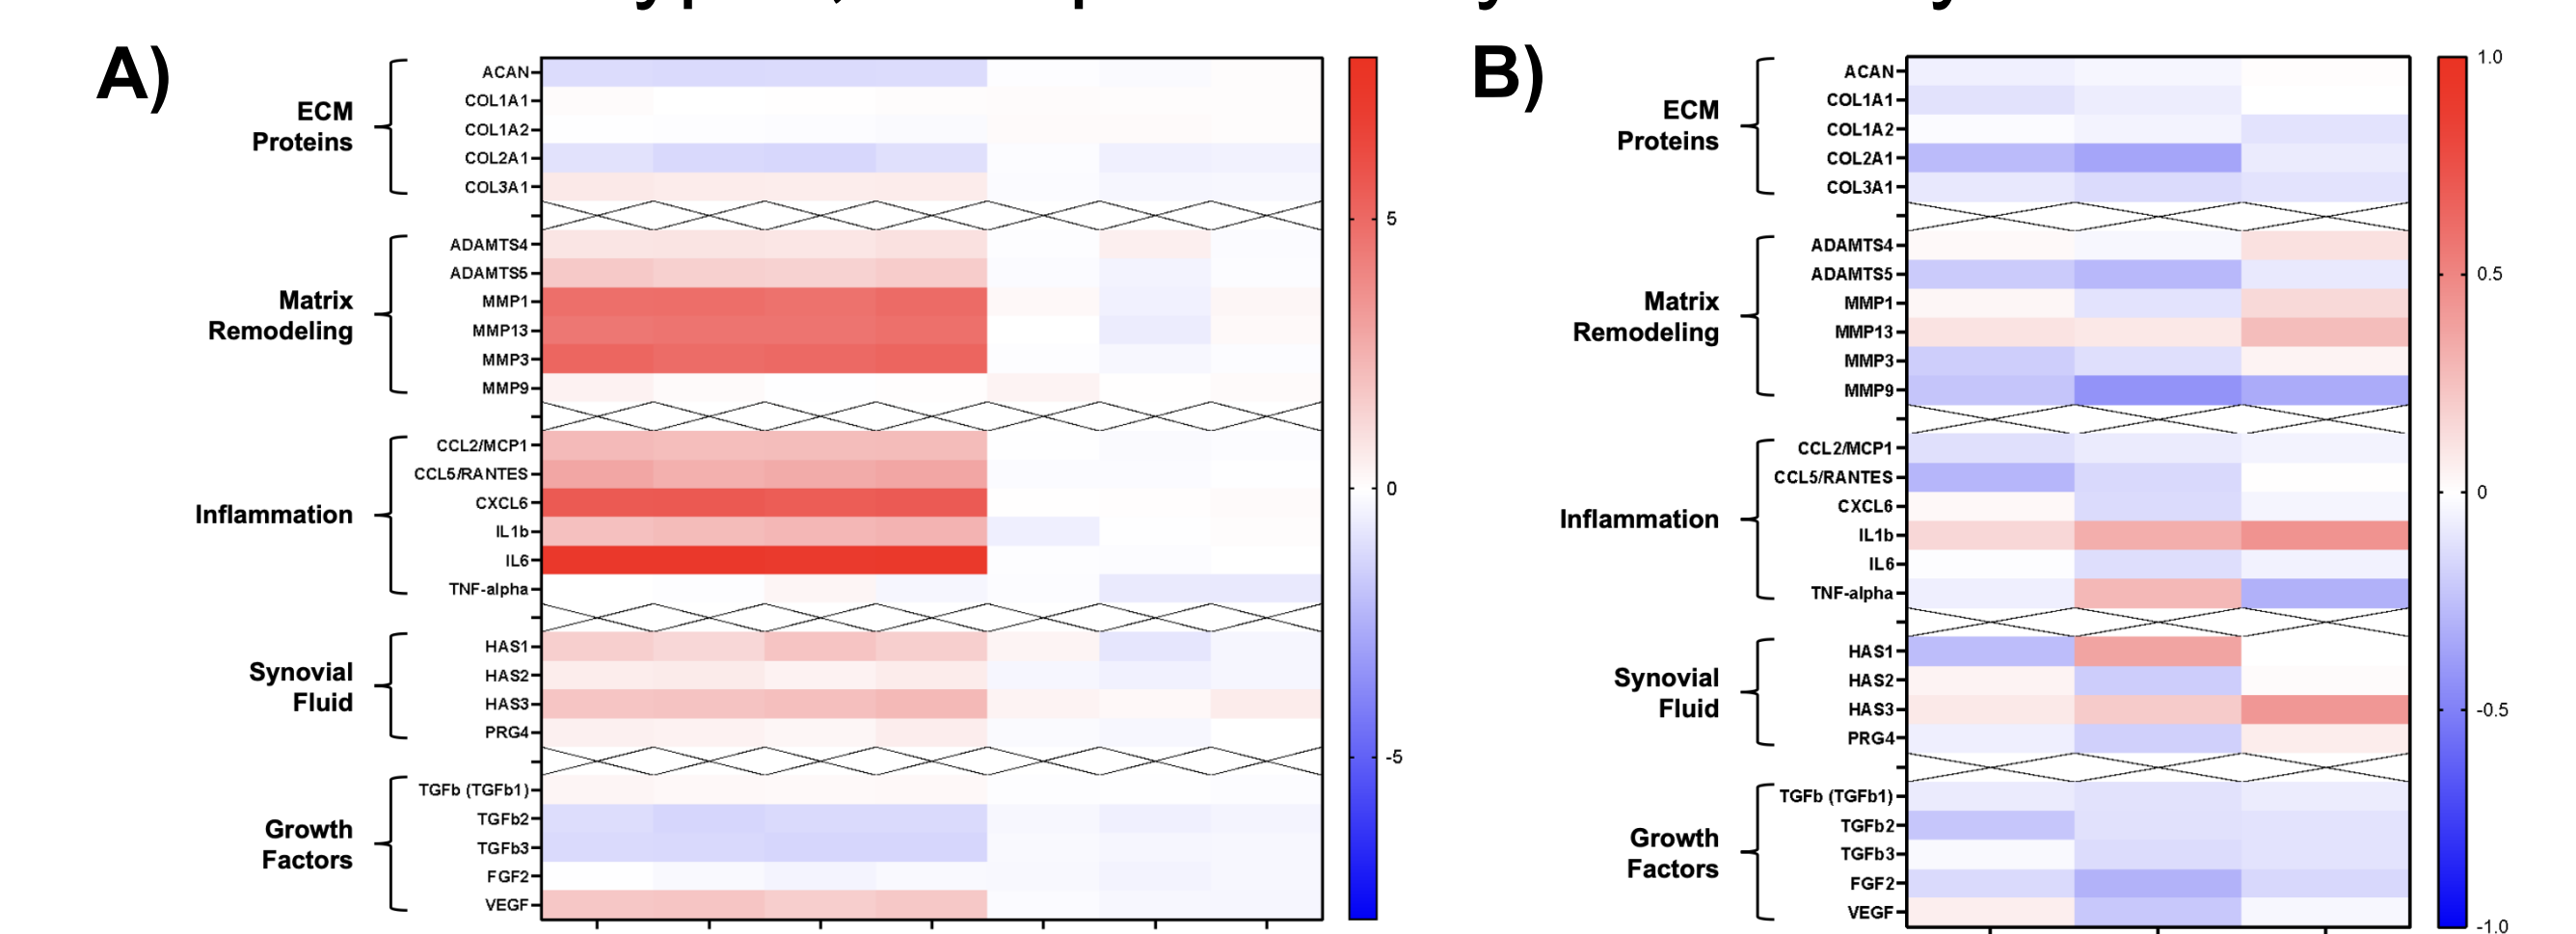 A)
ECM
Proteins
ACAN
COL1A1
COL1A2
COL2A1
COL3A1
Matrix
Remodeling
ADAMTS4
ADAMTS5
MMP1
MMP13
MMP3
MMP9
Inflammation
CCL2/MCP1
CCL5/RANTES
CXCL6
IL1b
IL6
TNF-alpha
Synovial
Fluid
HAS1
HAS2
HAS3
PRG4
Growth
Factors
TGFb (TGFb1)
TGFb2
TGFb3
FGF2
VEGF
5
0
-5
B)
ECM
Proteins
ACAN
COL1A1
COL1A2
COL2A1
COL3A1
Matrix
Remodeling
ADAMTS4
ADAMTS5
MMP1
MMP13
MMP3
MMP9
Inflammation
CCL2/MCP1
CCL5/RANTES
CXCL6
IL1b
IL6
TNF-alpha
Synovial
Fluid
HAS1
HAS2
HAS3
PRG4
Growth
Factors
TGFb (TGFb1)
TGFb2
TGFb3
FGF2
VEGF
1.0
0.5
0
-0.5
-1.0